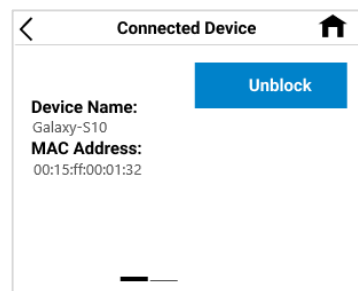 Connected Device
Unblock
Device Name:
Galaxy-S10
MAC Address:
00:15:ff:00:01:32